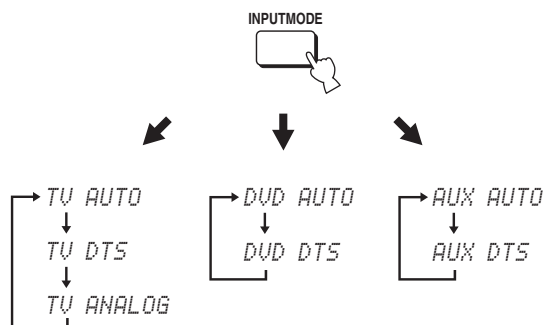 INPUTMODE
TV AUTO
TV DTS
TV ANALOG
DVD AUTO
DVD DTS
AUX AUTO
AUX DTS